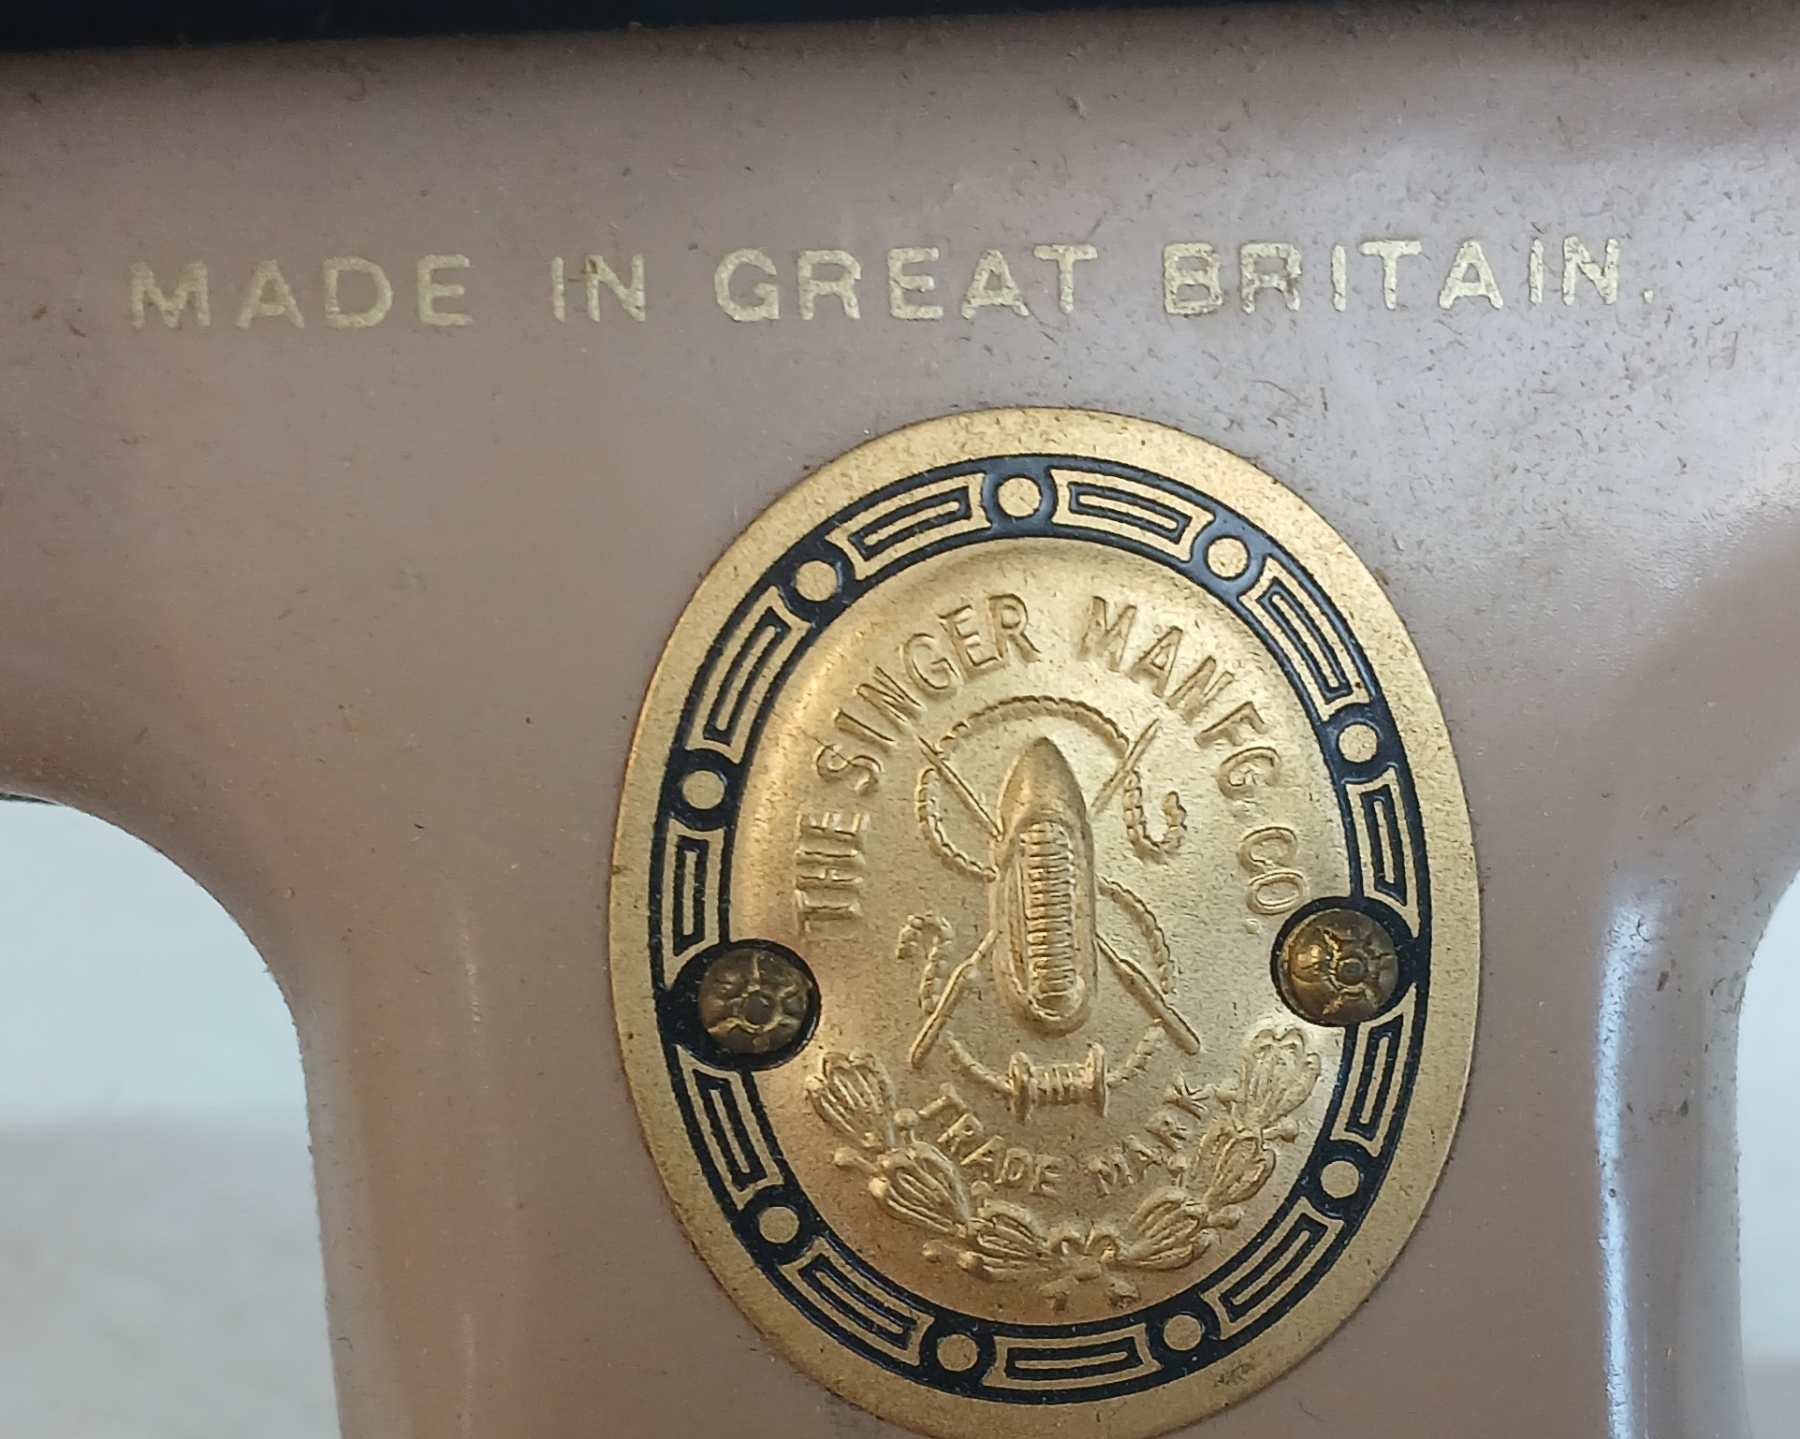 MADE IN GREAT BRITAIN.
THE SINGER MANFG. CO.
TRADE MARK